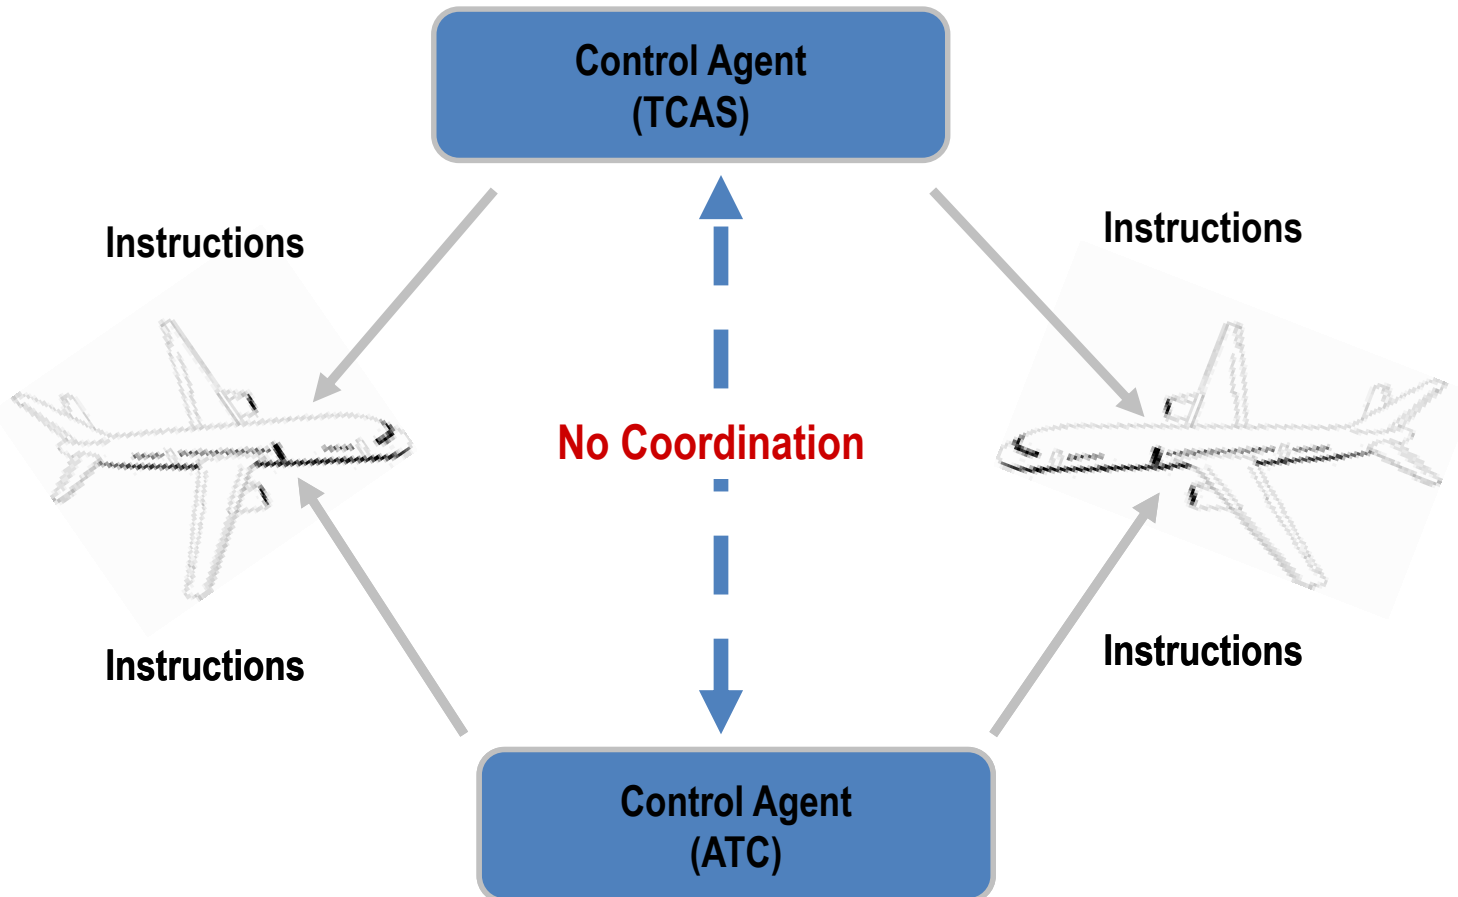 Control Agent
(TCAS)
Instructions
Instructions
No Coordination
Instructions
Instructions
Control Agent
(ATC)